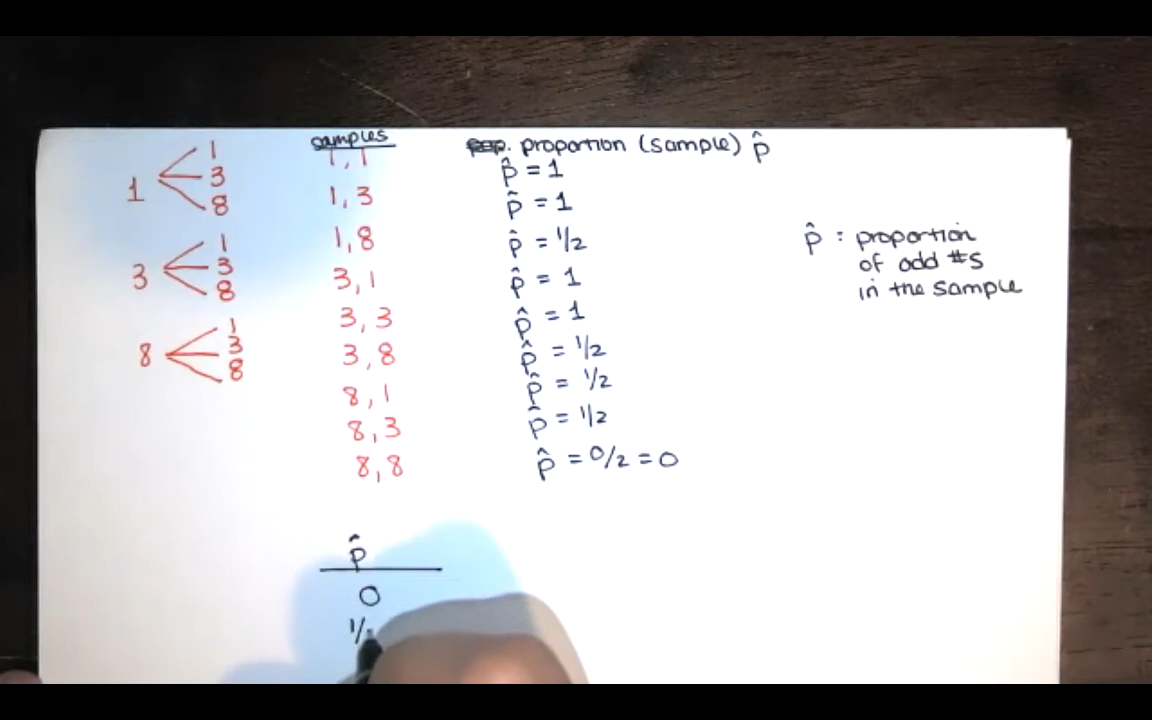 samples
proportion (sample) p̂
1
1
3
8
1,1
p̂ = 1
1,3
p̂ = 1
1,8
p̂ = 1/2
p̂ : proportion
of odd #s
in the sample
3
1
3
8
3,1
p̂ = 1
3,3
p̂ = 1
8
1
3
8
3,8
p̂ = 1/2
8,1
p̂ = 1/2
8,3
p̂ = 1/2
8,8
p̂ = 0/2 = 0
p̂
0
1/